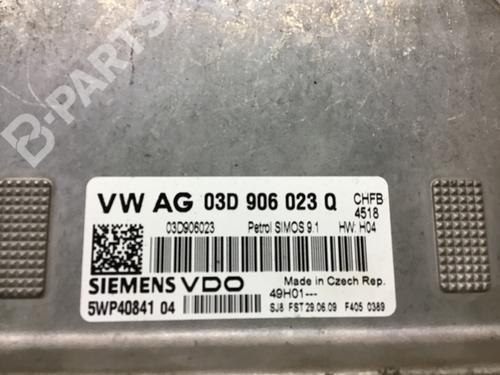 B-PARTS
VW AG 03D 906 023 Q CHFB
4518
03D906023 Petrol SIMOS 9.1 HW: H04
SIEMENS VDO Made in Czech Rep.
49H01---
5WP40841 04 SJ8 FST 29.06.09 F405 0389